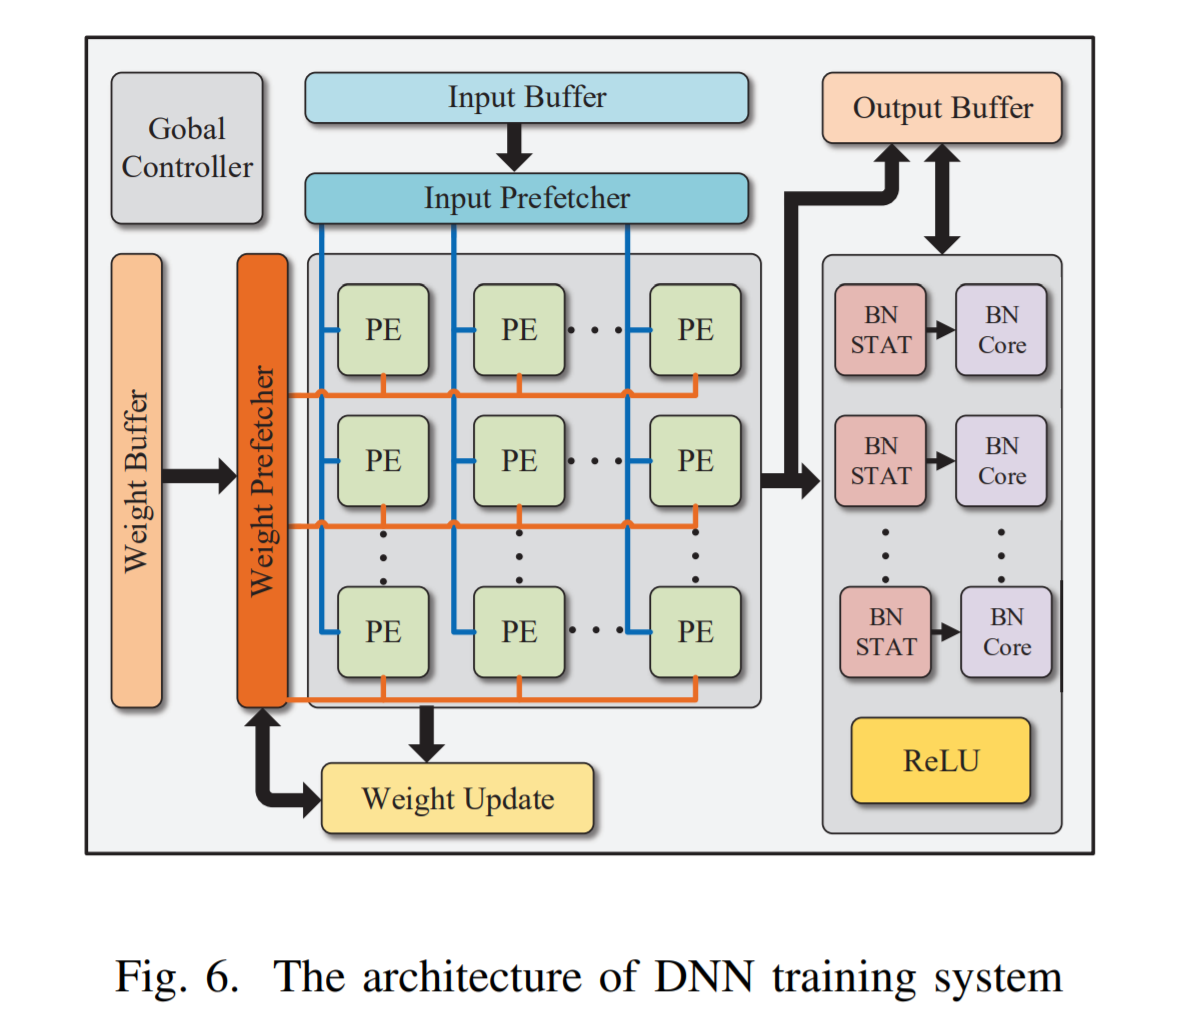 Gobal
Controller
Input Buffer
Output Buffer
Input Prefetcher
Weight Buffer
Weight Prefetcher
PE PE PE
PE PE PE
PE PE PE
BN
STAT
BN
Core
BN
STAT
BN
Core
BN
STAT
BN
Core
ReLU
Weight Update
Fig. 6. The architecture of DNN training system